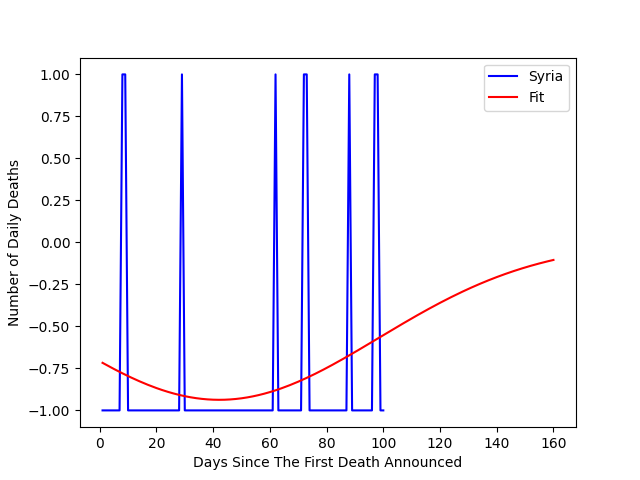 1.00
0.75
0.50
0.25
0.00
−0.25
−0.50
−0.75
−1.00
0 20 40 60 80 100 120 140 160
Number of Daily Deaths
Days Since The First Death Announced
Syria
Fit